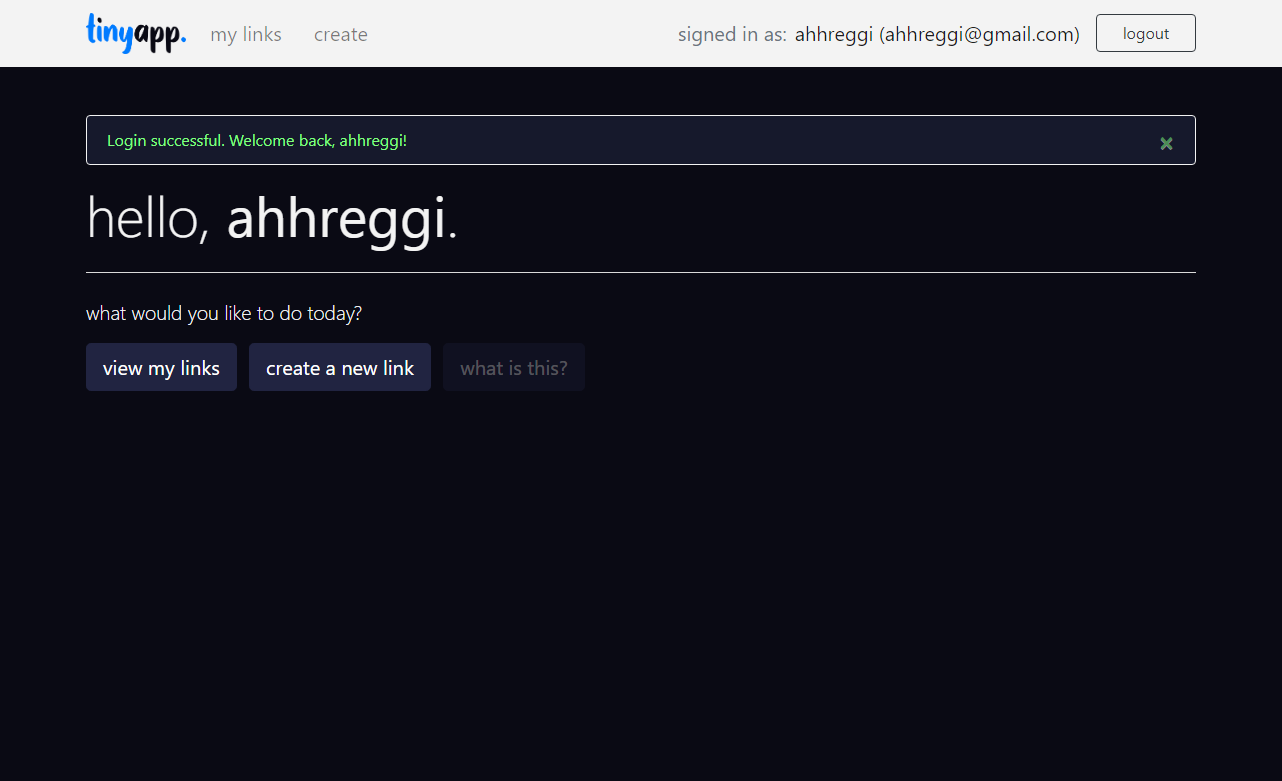 tinyapp. my links create signed in as: ahhreggi (ahhreggi@gmail.com) logout
Login successful. Welcome back, ahhreggi! ×
hello, ahhreggi.
what would you like to do today?
view my links create a new link what is this?